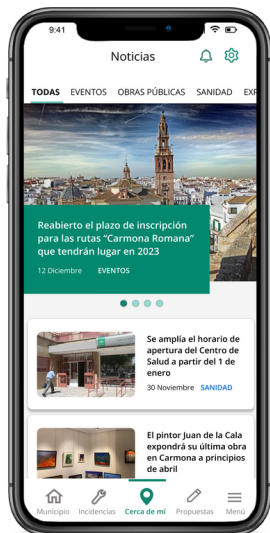 9:41
Noticias
TODAS EVENTOS OBRAS PÚBLICAS SANIDAD EXP
Reabierto el plazo de inscripción
para las rutas “Carmona Romana”
que tendrán lugar en 2023
12 Diciembre EVENTOS
Se amplía el horario de
apertura del Centro de
Salud a partir del 1 de
enero
30 Noviembre SANIDAD
El pintor Juan de la Cala
expondrá su última obra
en Carmona a principios
de abril
Municipio Incidencias Cerca de mí Propuestas Menú